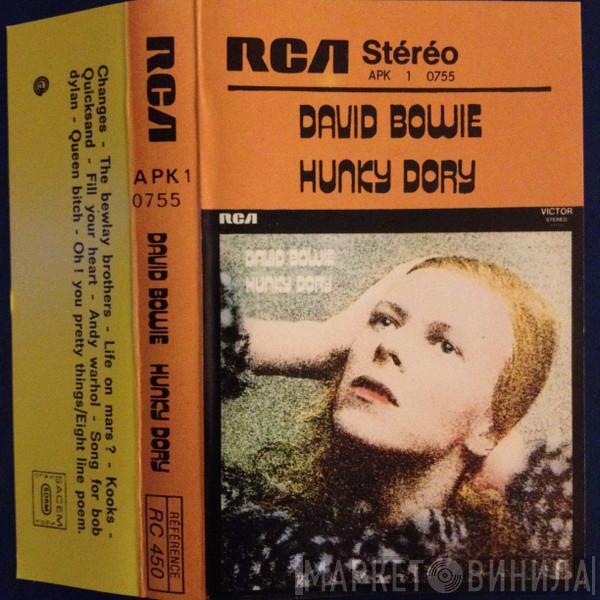 Changes - The bewlay brothers - Life on mars ? - Kooks -
Quicksand - Fill your heart - Andy warhol - Song for bob
dylan - Queen bitch - Oh ! you pretty things/Eight line poem.
SACEM
RCA
APK 1
0755
DAVID BOWIE HUNKY DORY
RÉFÉRENCE
RC 450
RCA Stéréo
APK 1 0755
DAVID BOWIE
HUNKY DORY
RCA
VICTOR
STEREO
DAVID BOWIE
HUNKY DORY
МАРКЕТ ВИНИЛА